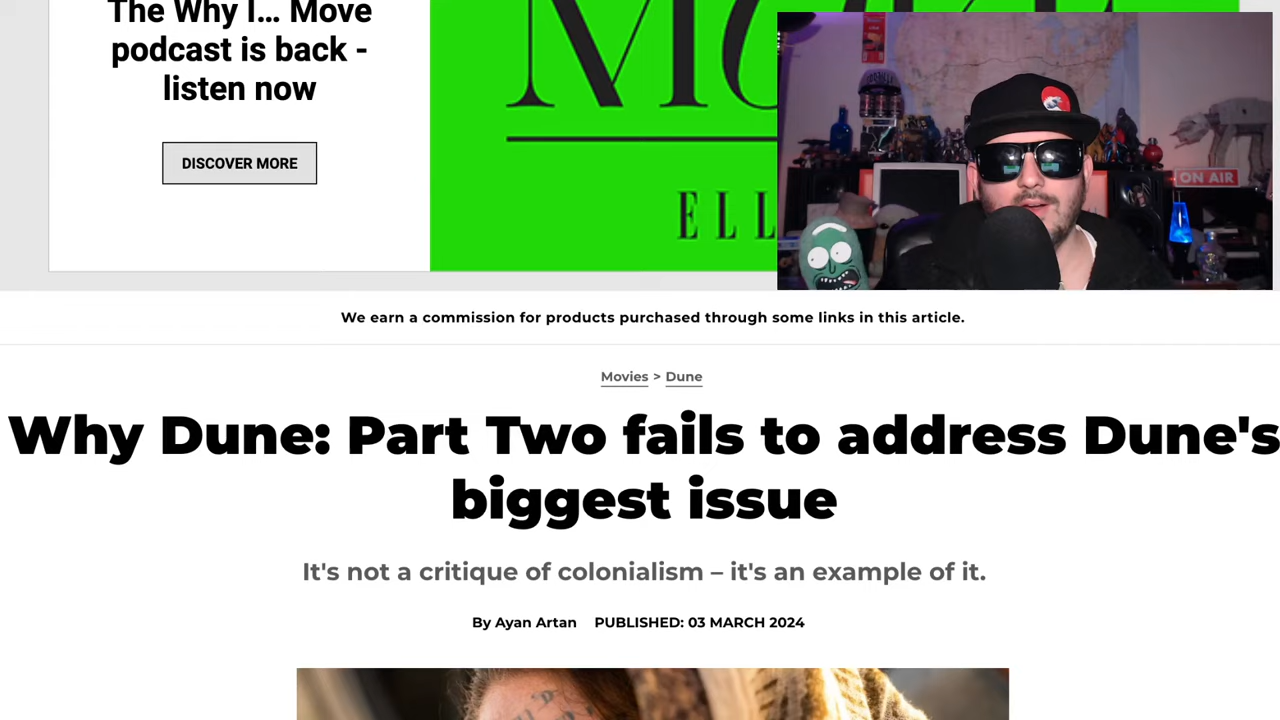 The Why I... Move
podcast is back -
listen now
DISCOVER MORE
ELL
ON AIR
We earn a commission for products purchased through some links in this article.
Movies > Dune
Why Dune: Part Two fails to address Dune's
biggest issue
It's not a critique of colonialism – it's an example of it.
By Ayan Artan PUBLISHED: 03 MARCH 2024